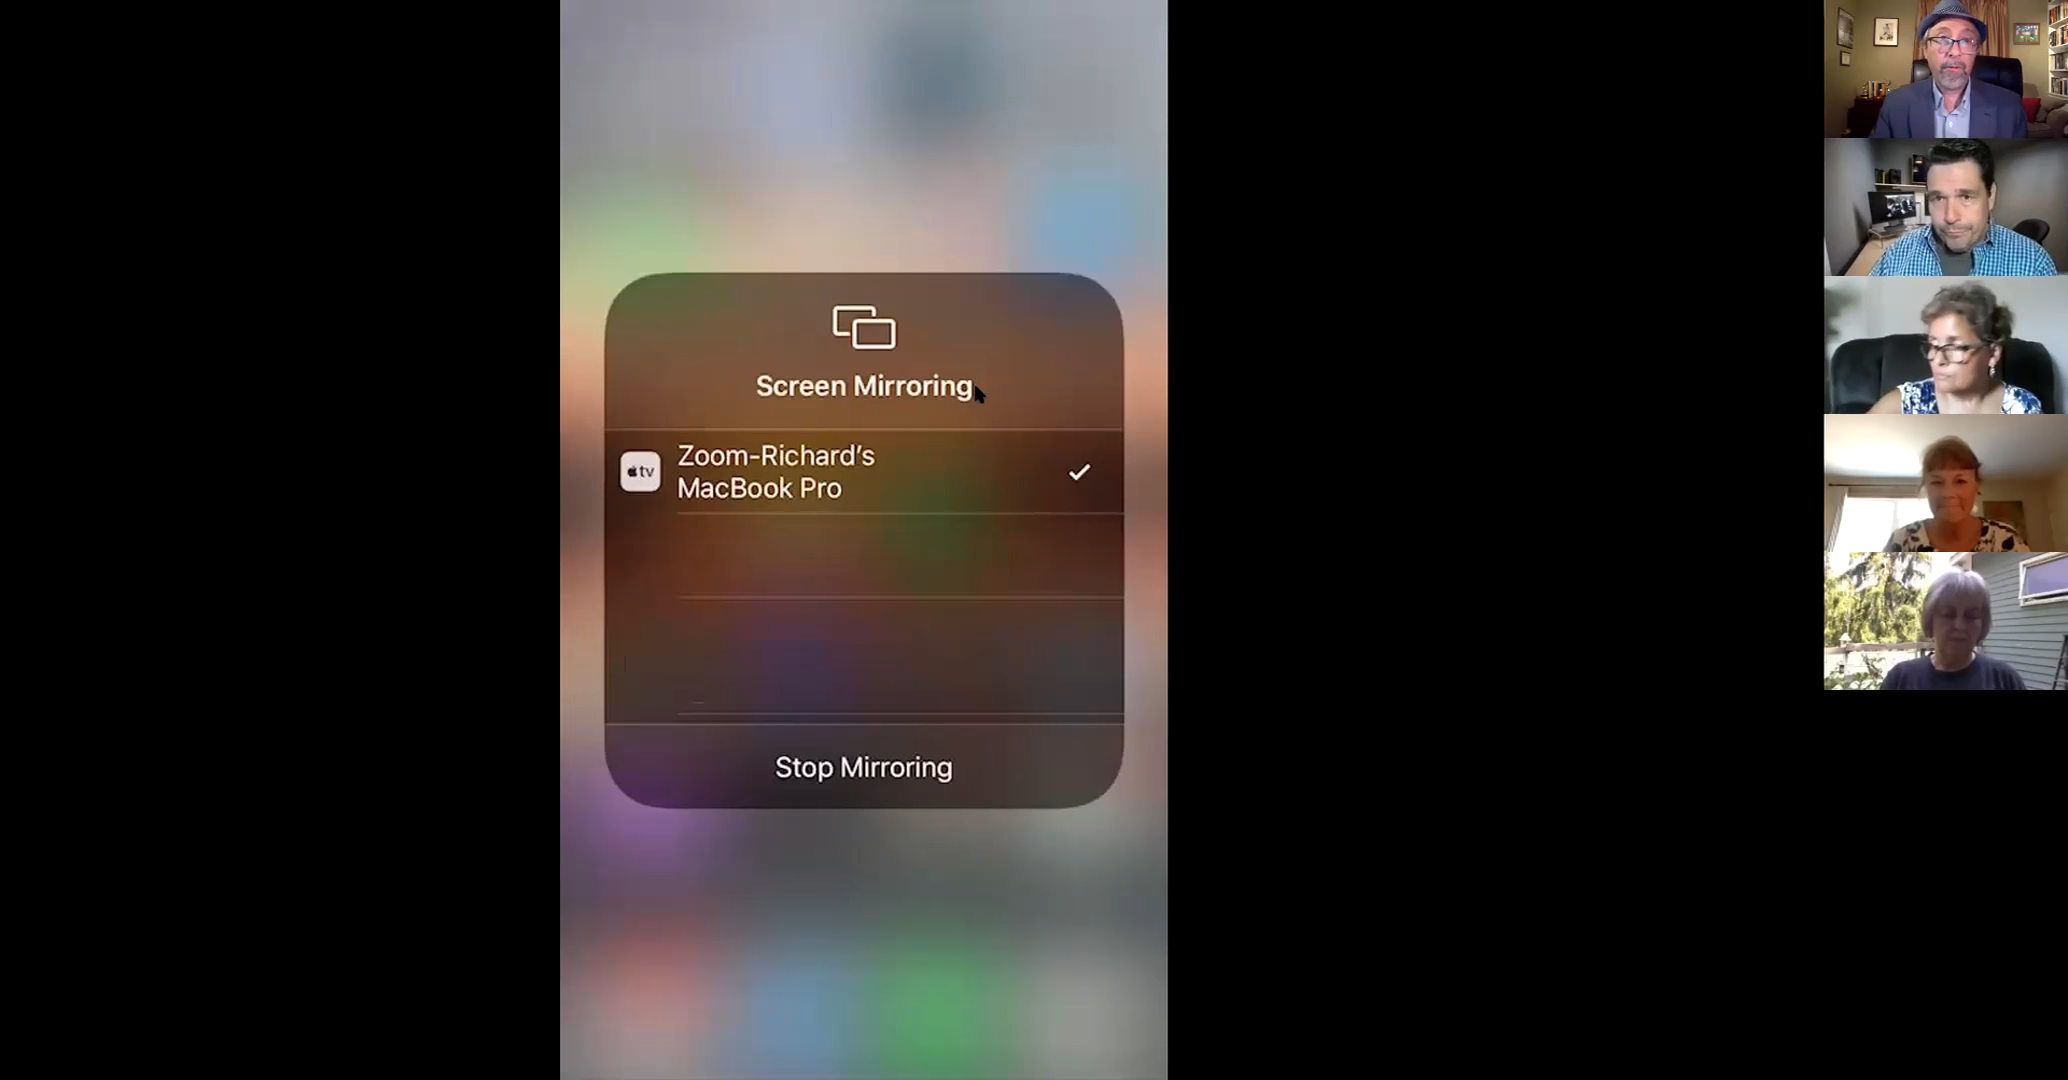 Screen Mirroring
tv
Zoom-Richard's
MacBook Pro
Stop Mirroring